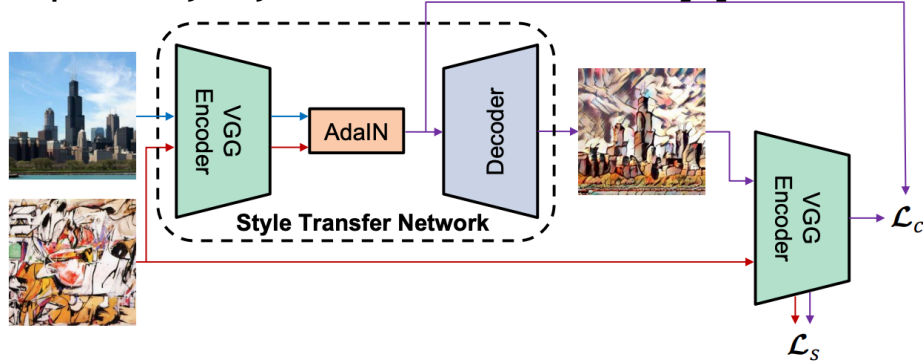 VGG Encoder
AdaIN
Decoder
Style Transfer Network
VGG Encoder
ℒc
ℒs